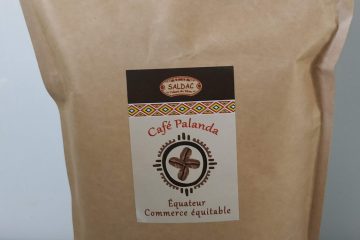 SALDAC
Café Palanda
Équateur
Commerce équitable